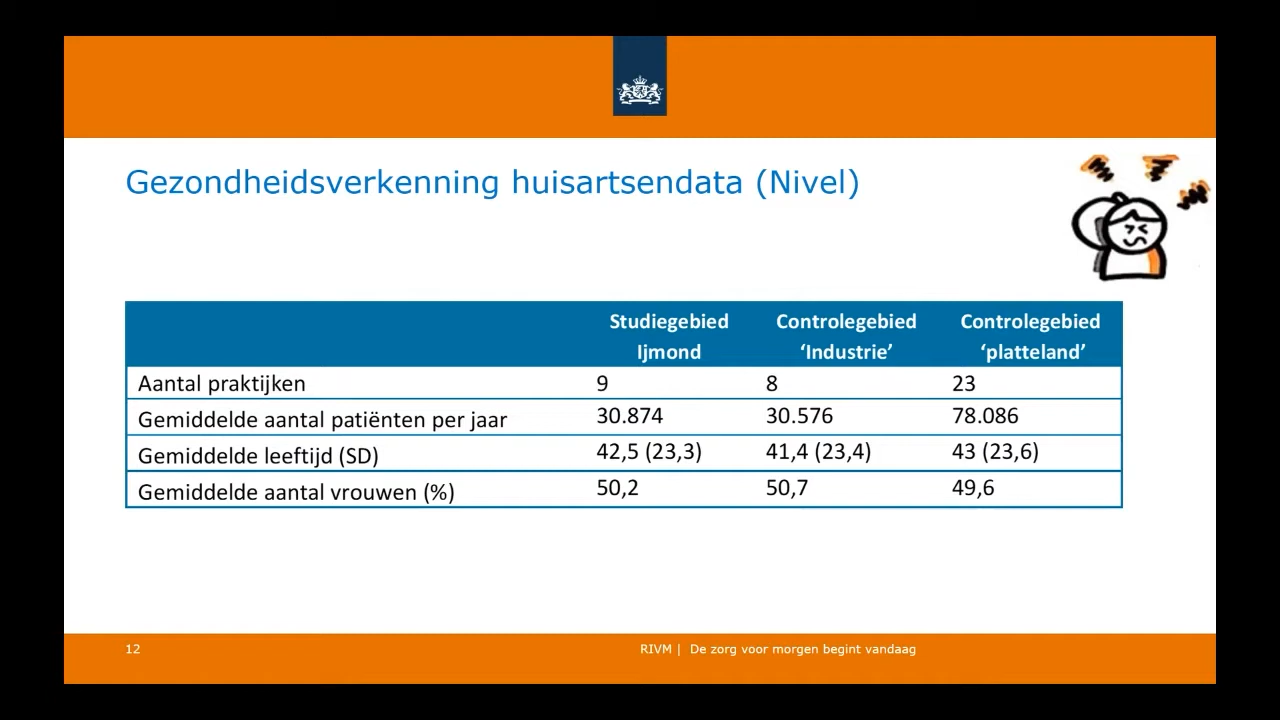 Gezondheidsverkenning huisartsendata (Nivel)
Studiegebied Ijmond Controlegebied ‘Industrie’ Controlegebied ‘platteland’
Aantal praktijken 9 8 23
Gemiddelde aantal patiënten per jaar 30.874 30.576 78.086
Gemiddelde leeftijd (SD) 42,5 (23,3) 41,4 (23,4) 43 (23,6)
Gemiddelde aantal vrouwen (%) 50,2 50,7 49,6
12 RIVM | De zorg voor morgen begint vandaag